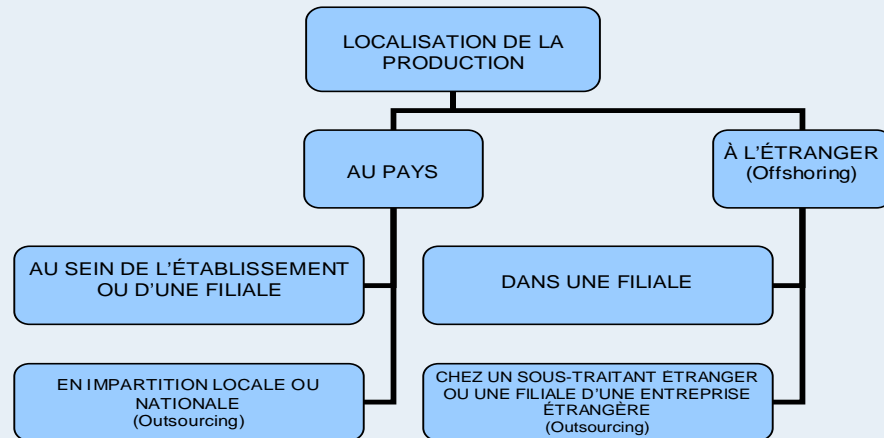 LOCALISATION DE LA
PRODUCTION
AU PAYS
À L'ÉTRANGER
(Offshoring)
AU SEIN DE L'ÉTABLISSEMENT
OU D'UNE FILIALE
DANS UNE FILIALE
EN IMPARTITION LOCALE OU
NATIONALE
(Outsourcing)
CHEZ UN SOUS-TRAITANT ÉTRANGER
OU UNE FILIALE D'UNE ENTREPRISE
ÉTRANGÈRE
(Outsourcing)